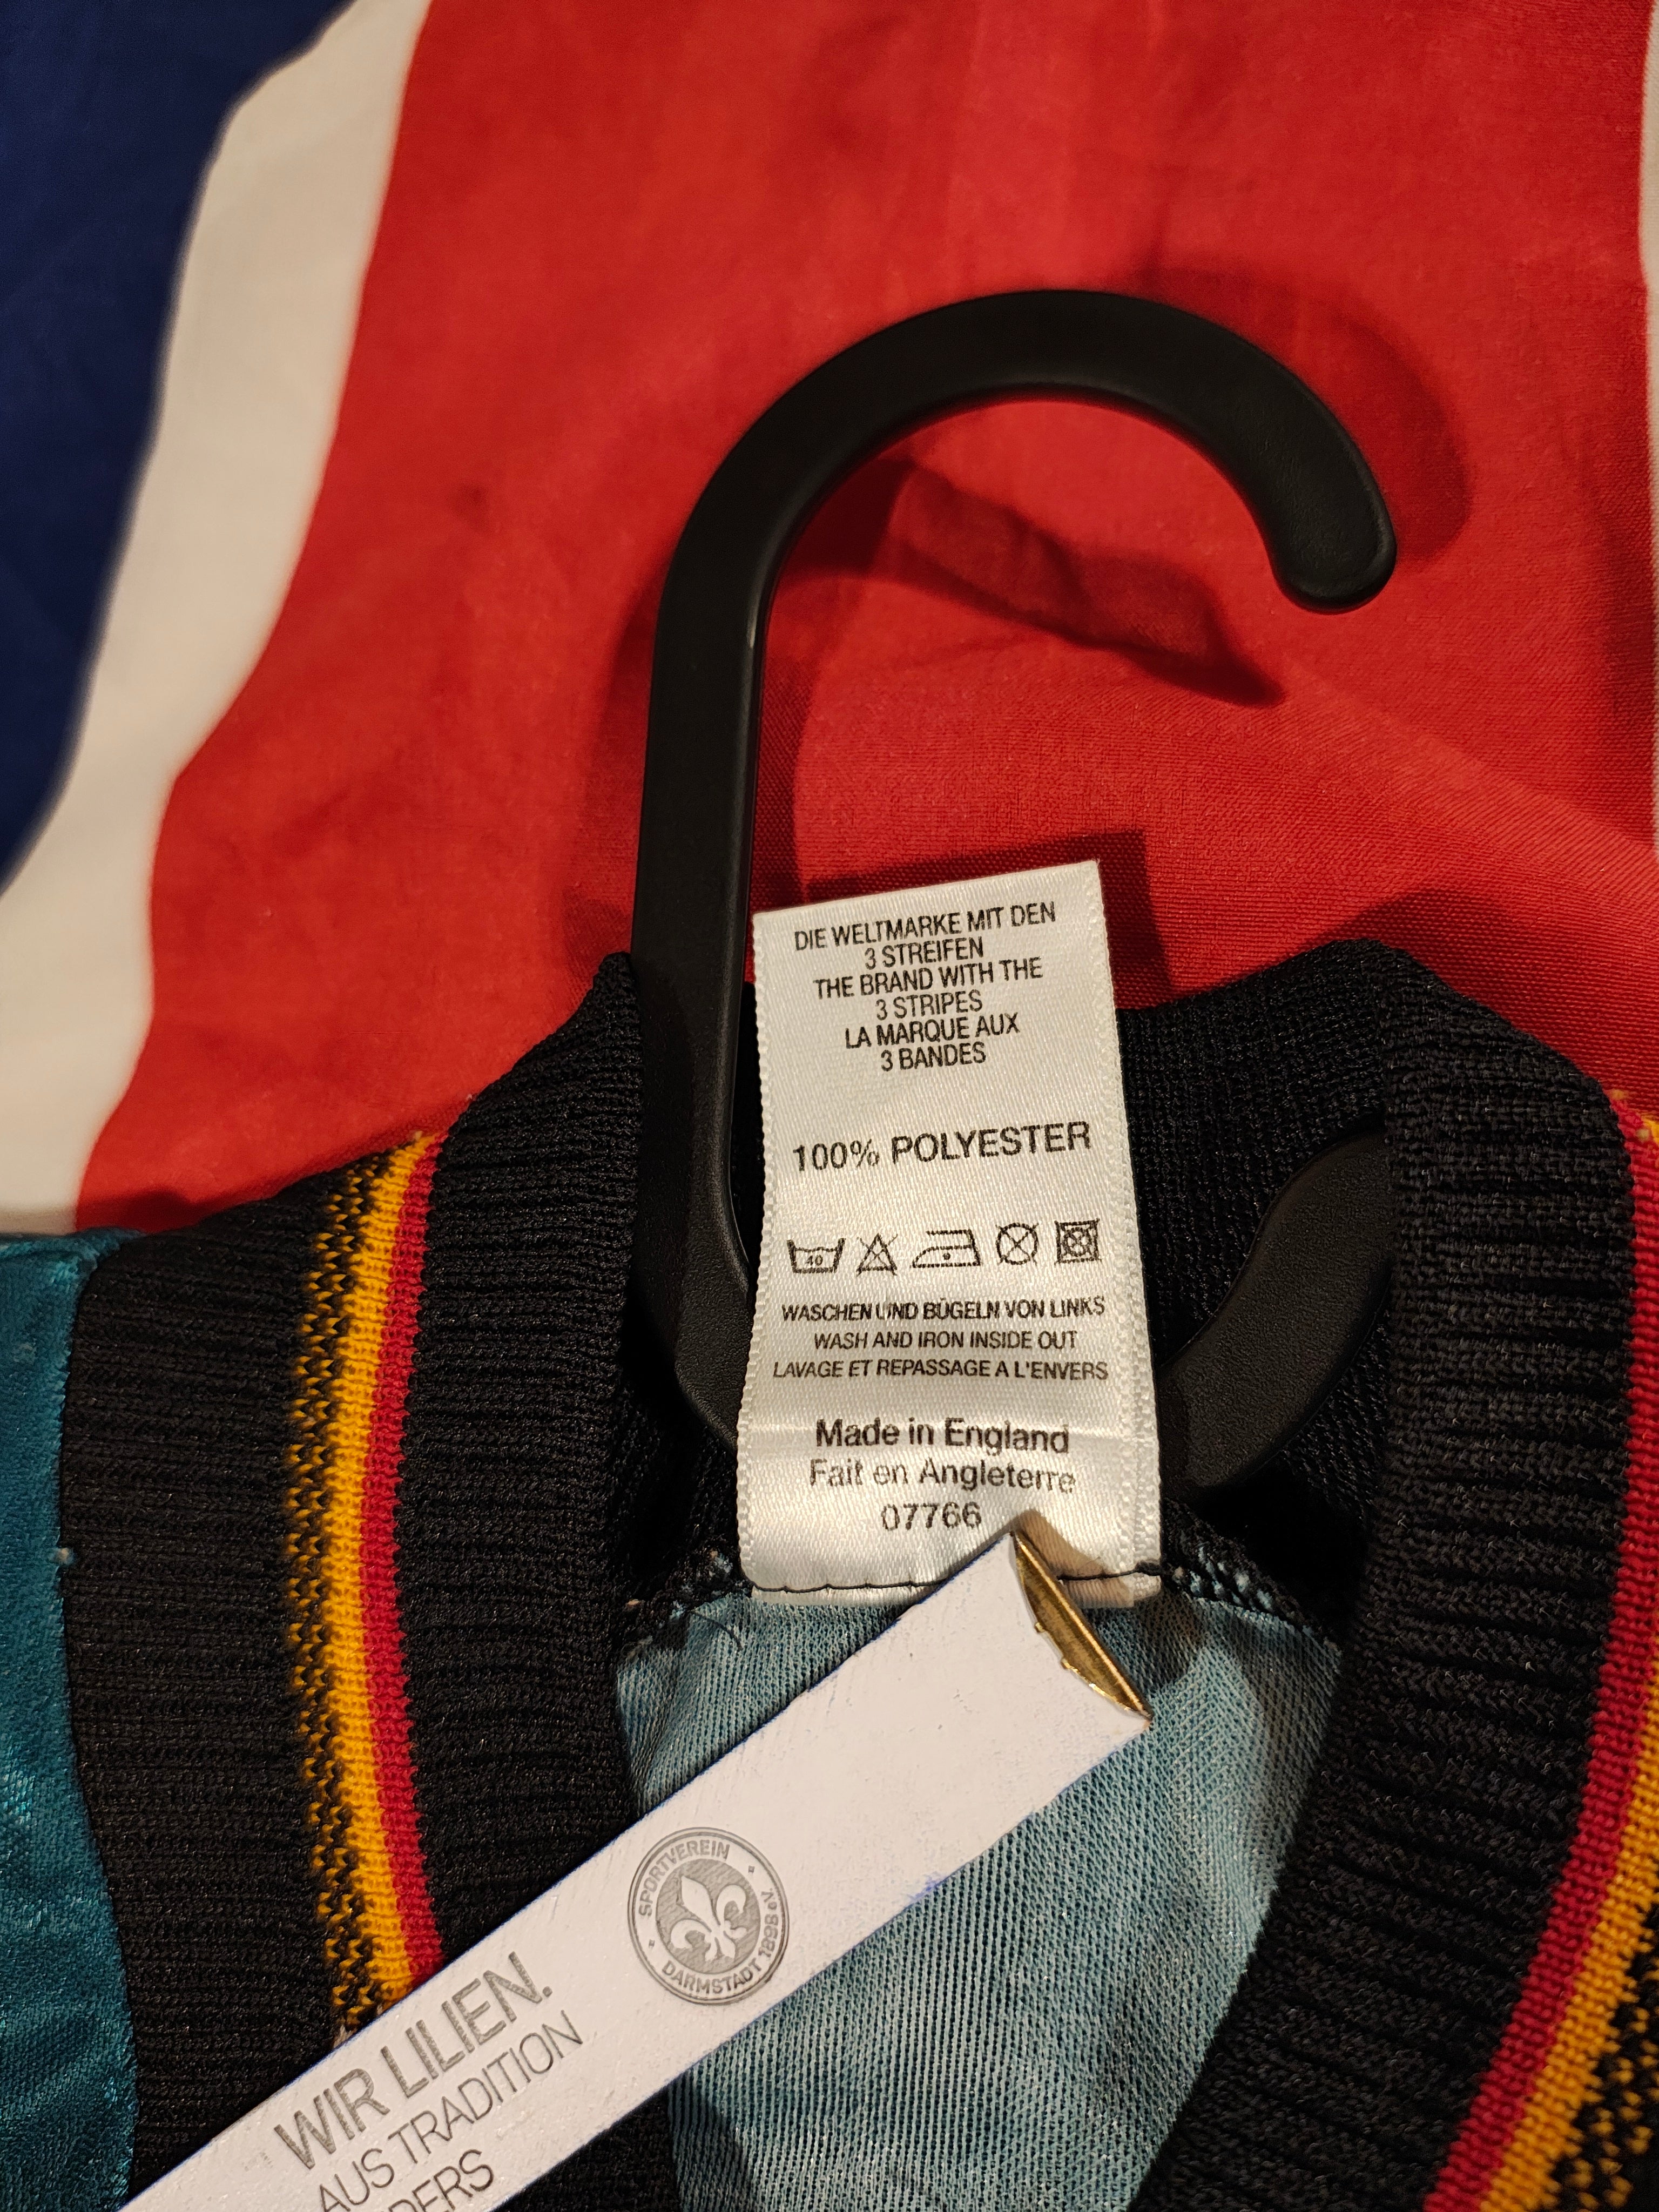 DIE WELTMARKE MIT DEN
3 STREIFEN
THE BRAND WITH THE
3 STRIPES
LA MARQUE AUX
3 BANDES
100% POLYESTER
40
WASCHEN UND BÜGELN VON LINKS
WASH AND IRON INSIDE OUT
LAVAGE ET REPASSAGE A L'ENVERS
Made in England
Fait en Angleterre
07766
SPORTVEREIN
DARMSTADT 1898 e.V.
WIR LILIEN.
AUS TRADITION